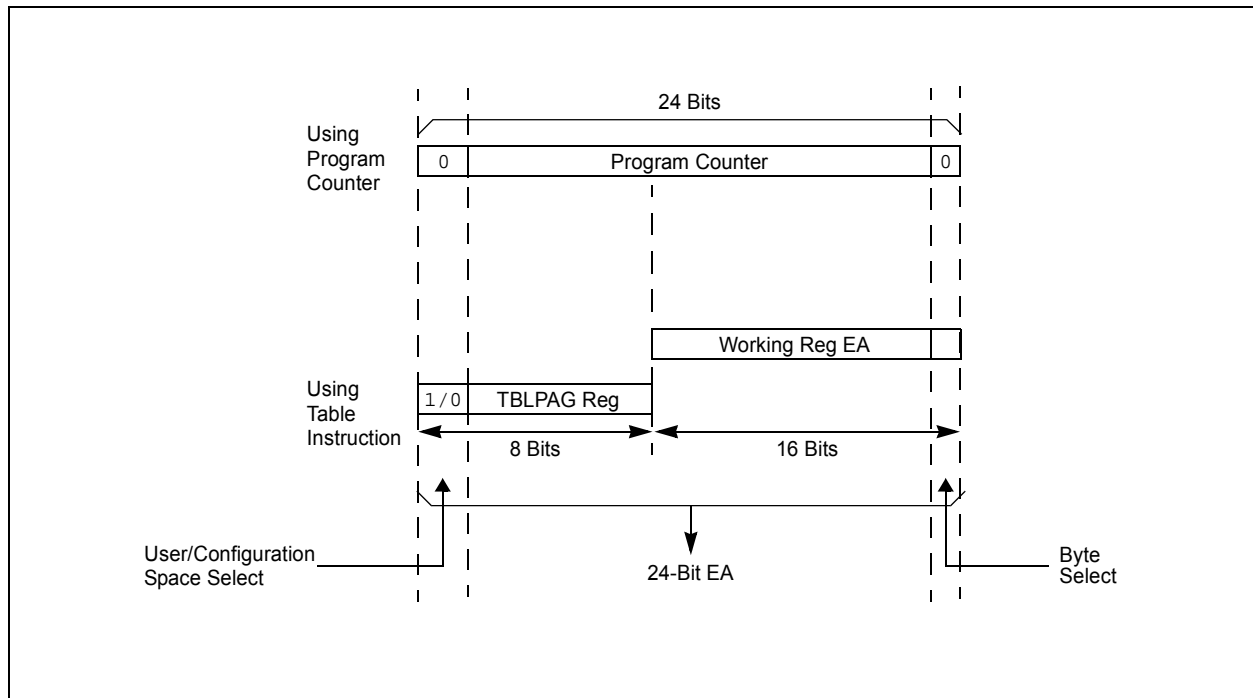 24 Bits
Using
Program
Counter
0
Program Counter
0
Working Reg EA
Using
Table
Instruction
1/0
TBLPAG Reg
8 Bits
16 Bits
User/Configuration
Space Select
24-Bit EA
Byte
Select